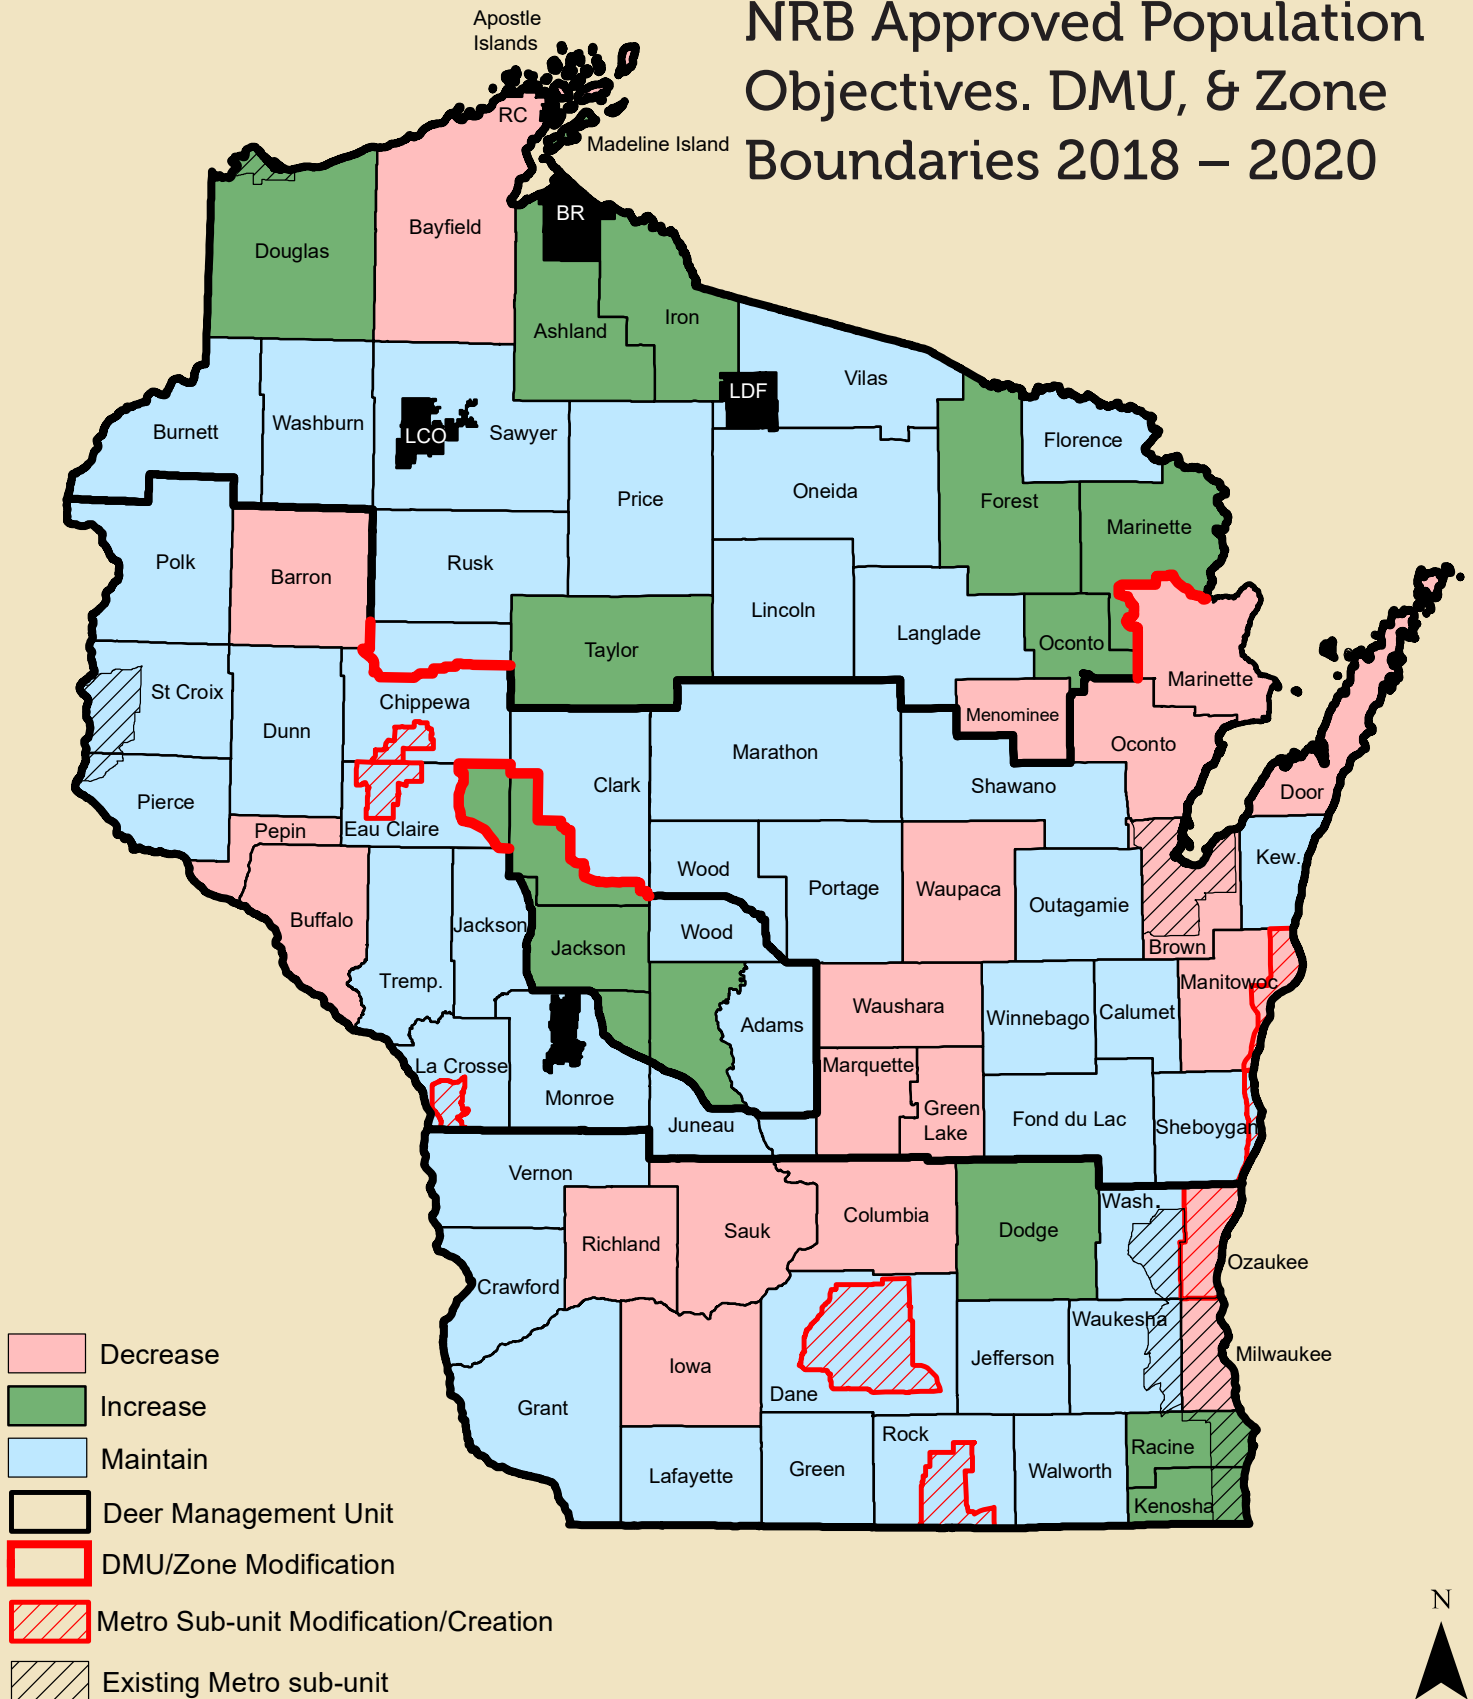 NRB Approved Population
Objectives. DMU, & Zone
Boundaries 2018 – 2020
Apostle
Islands
RC
Madeline Island
BR
Douglas
Bayfield
Ashland
Iron
LDF
Vilas
Burnett
Washburn
LCO
Sawyer
Florence
Price
Oneida
Forest
Marinette
Polk
Barron
Rusk
Lincoln
Langlade
Taylor
Oconto
Marinette
St Croix
Dunn
Chippewa
Menominee
Marathon
Oconto
Clark
Shawano
Door
Pierce
Pepin
Eau Claire
Wood
Portage
Waupaca
Kew.
Outagamie
Buffalo
Jackson
Wood
Jackson
Brown
Tremp.
Manitowoc
Waushara
Winnebago
Calumet
Adams
La Crosse
Marquette
Monroe
Green
Lake
Fond du Lac
Juneau
Sheboygan
Vernon
Wash.
Columbia
Sauk
Dodge
Richland
Ozaukee
Crawford
Waukesha
Milwaukee
Jefferson
Iowa
Dane
Grant
Rock
Racine
Lafayette
Green
Walworth
Kenosha
Decrease
Increase
Maintain
Deer Management Unit
DMU/Zone Modification
Metro Sub-unit Modification/Creation
Existing Metro sub-unit
N